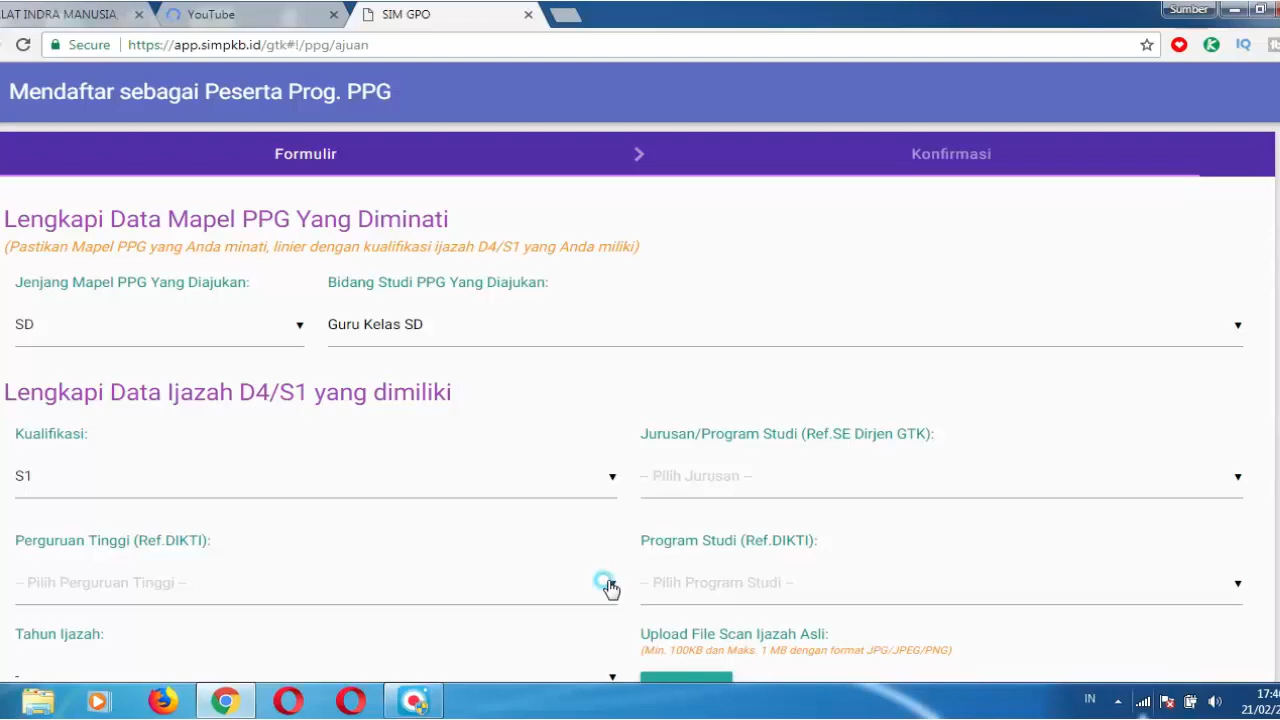 LAT INDRA MANUSIA
YouTube
SIM GPO
Sumber
Secure
https://app.simpkb.id/gtk#!/ppg/ajuan
IQ
Mendaftar sebagai Peserta Prog. PPG
Formulir
Konfirmasi
Lengkapi Data Mapel PPG Yang Diminati
(Pastikan Mapel PPG yang Anda minati, linier dengan kualifikasi ijazah D4/S1 yang Anda miliki)
Jenjang Mapel PPG Yang Diajukan:
Bidang Studi PPG Yang Diajukan:
SD
Guru Kelas SD
Lengkapi Data Ijazah D4/S1 yang dimiliki
Kualifikasi:
Jurusan/Program Studi (Ref.SE Dirjen GTK):
S1
-- Pilih Jurusan --
Perguruan Tinggi (Ref.DIKTI):
Program Studi (Ref.DIKTI):
-- Pilih Perguruan Tinggi --
-- Pilih Program Studi --
Tahun Ijazah:
Upload File Scan Ijazah Asli:
(Min. 100KB dan Maks. 1 MB dengan format JPG/JPEG/PNG)
-
IN
17:4
21/02/2